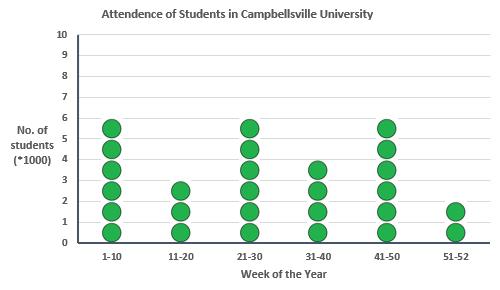 Attendence of Students in Campbellsville University
10
9
8
7
6
5
4
3
2
1
0
No. of
students
(*1000)
1-10 11-20 21-30 31-40 41-50 51-52
Week of the Year